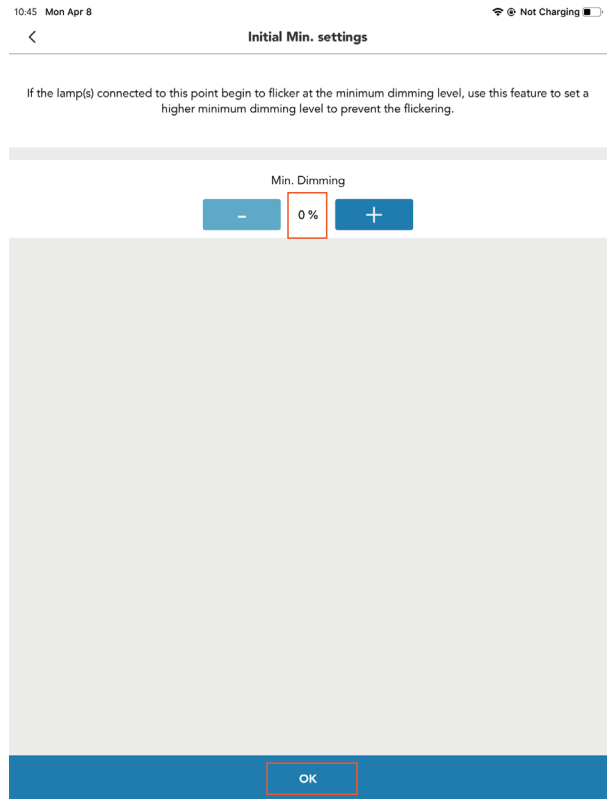 10:45 Mon Apr 8 Not Charging
Initial Min. settings
If the lamp(s) connected to this point begin to flicker at the minimum dimming level, use this feature to set a
higher minimum dimming level to prevent the flickering.
Min. Dimming
- 0 % +
OK